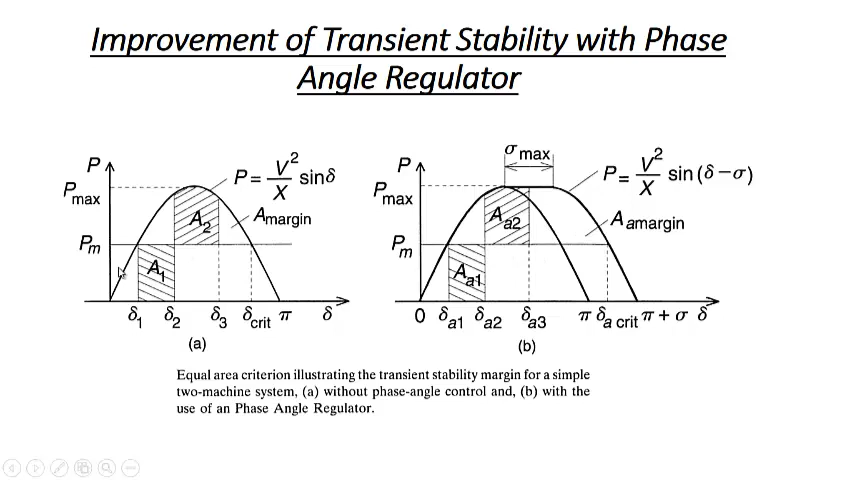 Improvement of Transient Stability with Phase
Angle Regulator
P
P = V²/X sinδ
Pmax
A2
Amargin
Pm
A1
δ1 δ2 δ3 δcrit π δ
(a)
σmax
P
P = V²/X sin (δ – σ)
Pmax
Aa2
Aamargin
Pm
Aa1
0 δa1 δa2 δa3 π δa crit π + σ δ
(b)
Equal area criterion illustrating the transient stability margin for a simple
two-machine system, (a) without phase-angle control and, (b) with the
use of an Phase Angle Regulator.